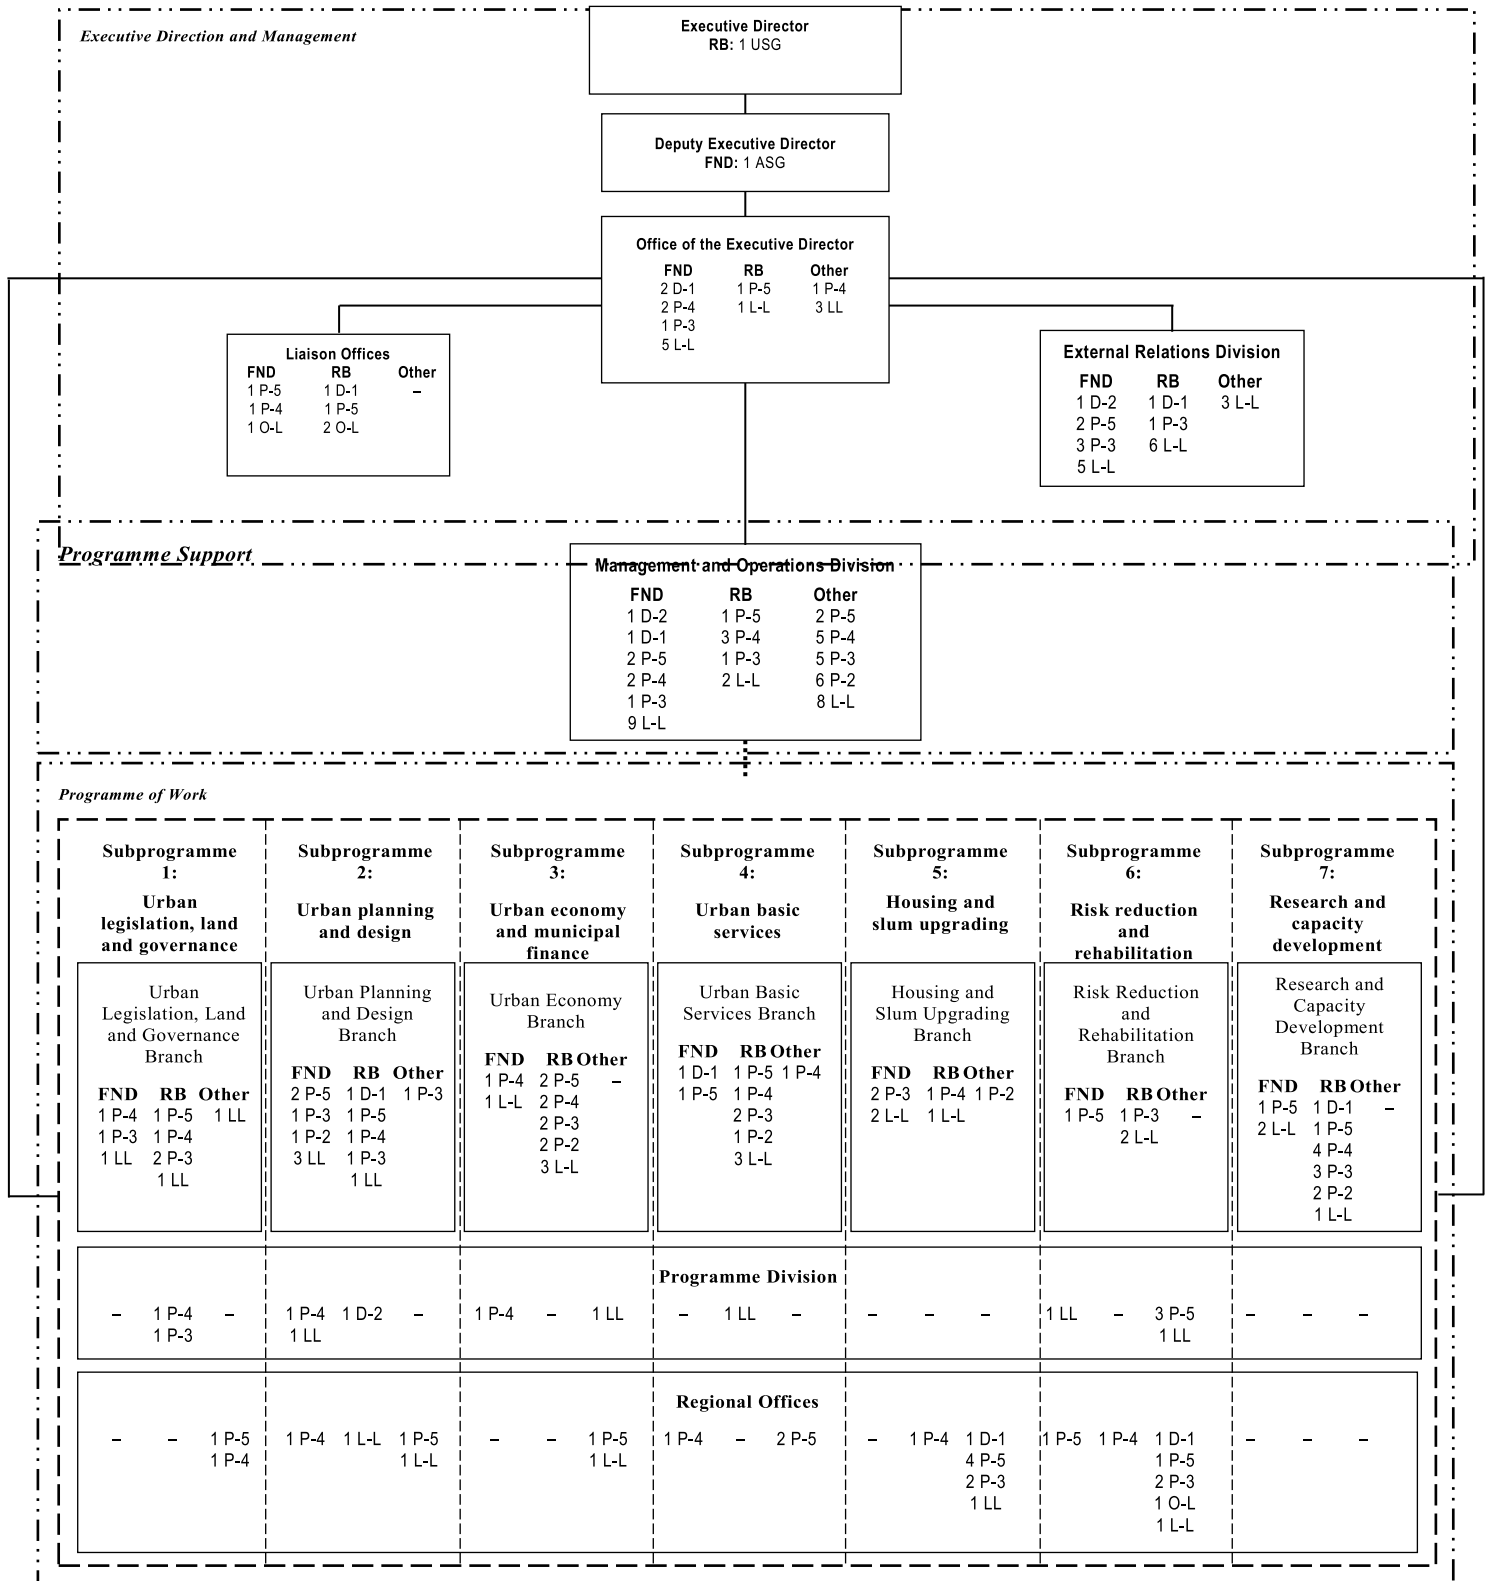 Executive Direction and Management
Executive Director
RB: 1 USG
Deputy Executive Director
FND: 1 ASG
Office of the Executive Director
FND RB Other
2 D-1 1 P-5 1 P-4
2 P-4 1 L-L 3 LL
1 P-3
5 L-L
Liaison Offices
FND RB Other
1 P-5 1 D-1 –
1 P-4 1 P-5
1 O-L 2 O-L
External Relations Division
FND RB Other
1 D-2 1 D-1 3 L-L
2 P-5 1 P-3
3 P-3 6 L-L
5 L-L
Programme Support
Management and Operations Division
FND RB Other
1 D-2 1 P-5 2 P-5
1 D-1 3 P-4 5 P-4
2 P-5 1 P-3 5 P-3
2 P-4 2 L-L 6 P-2
1 P-3 8 L-L
9 L-L
Programme of Work
Subprogramme
1:
Urban
legislation, land
and governance
Urban
Legislation, Land
and Governance
Branch
FND RB Other
1 P-4 1 P-5 1 LL
1 P-3 1 P-4
1 LL 2 P-3
1 LL
Subprogramme
2:
Urban planning
and design
Urban Planning
and Design
Branch
FND RB Other
2 P-5 1 D-1 1 P-3
1 P-3 1 P-5
1 P-2 1 P-4
3 LL 1 P-3
1 LL
Subprogramme
3:
Urban economy
and municipal
finance
Urban Economy
Branch
FND RB Other
1 P-4 2 P-5 –
1 L-L 2 P-4
2 P-3
2 P-2
3 L-L
Subprogramme
4:
Urban basic
services
Urban Basic
Services Branch
FND RB Other
1 D-1 1 P-5 1 P-4
1 P-5 1 P-4
2 P-3
1 P-2
3 L-L
Subprogramme
5:
Housing and
slum upgrading
Housing and
Slum Upgrading
Branch
FND RB Other
2 P-3 1 P-4 1 P-2
2 L-L 1 L-L
Subprogramme
6:
Risk reduction
and
rehabilitation
Risk Reduction
and
Rehabilitation
Branch
FND RB Other
1 P-5 1 P-3 –
2 L-L
Subprogramme
7:
Research and
capacity
development
Research and
Capacity
Development
Branch
FND RB Other
1 P-5 1 D-1 –
2 L-L 1 P-5
4 P-4
3 P-3
2 P-2
1 L-L
Programme Division
– 1 P-4 – 1 P-4 1 D-2 – 1 P-4 – 1 LL – 1 LL – – – – 1 LL – 3 P-5 – – –
1 P-3 1 LL 1 LL
Regional Offices
– – 1 P-5 1 P-4 1 L-L 1 P-5 – – 1 P-5 1 P-4 – 2 P-5 – 1 P-4 1 D-1 1 P-5 1 P-4 1 D-1 – – –
1 P-4 1 L-L 1 L-L 4 P-5 1 P-5
2 P-3 2 P-3
1 LL 1 O-L
1 L-L